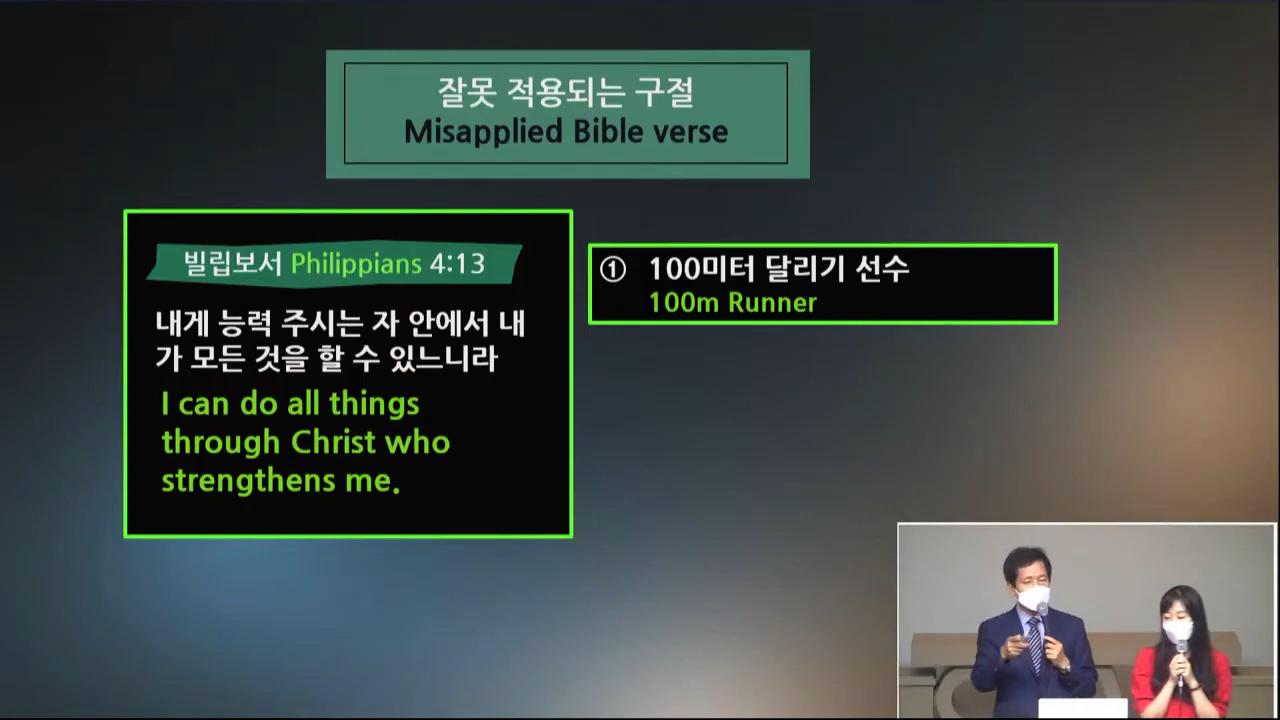 잘못 적용되는 구절
Misapplied Bible verse
빌립보서 Philippians 4:13
내게 능력 주시는 자 안에서 내
가 모든 것을 할 수 있느니라
I can do all things
through Christ who
strengthens me.
① 100미터 달리기 선수
100m Runner